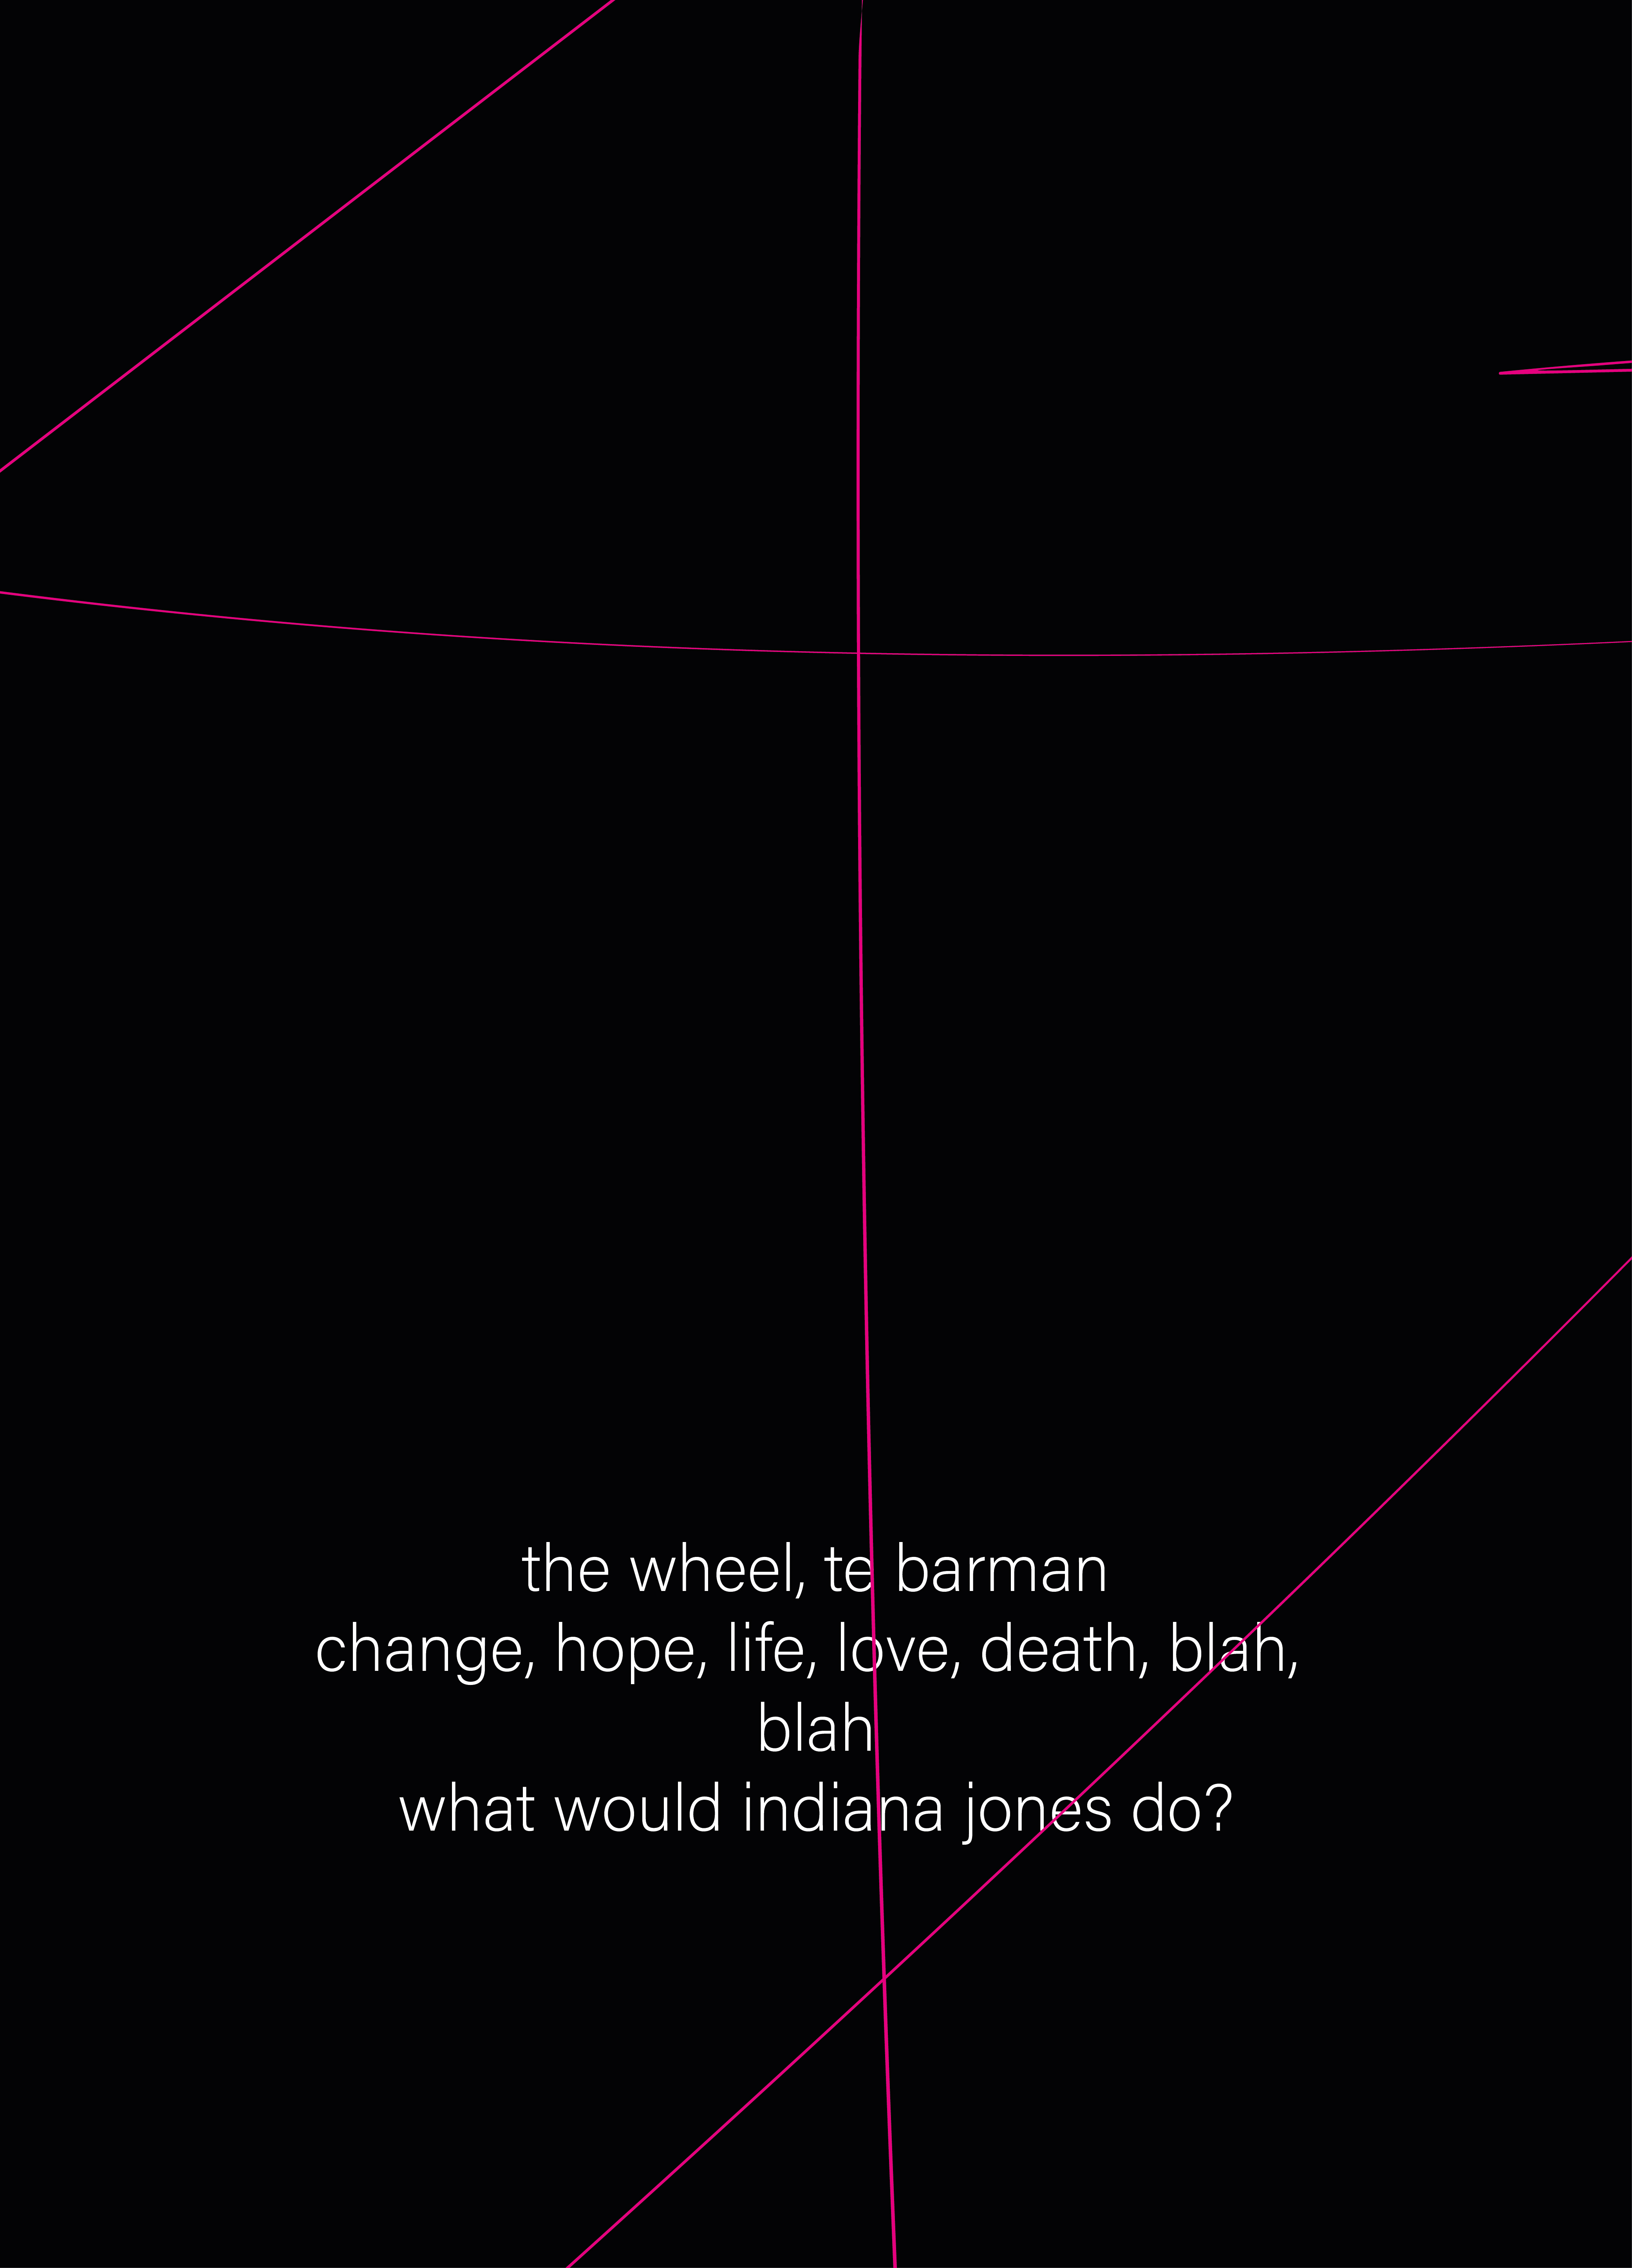 the wheel, te barman
change, hope, life, love, death, blah,
blah
what would indiana jones do?